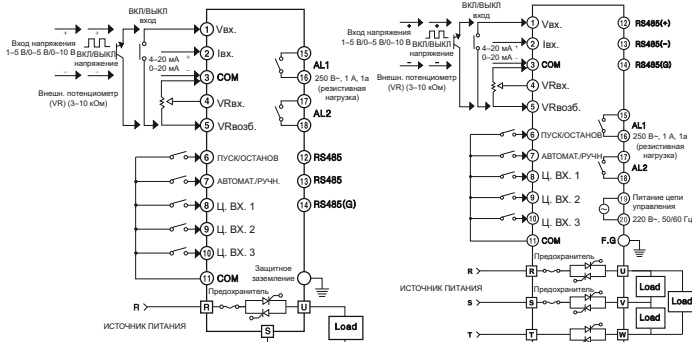 ВКЛ/ВЫКЛ
вход
Вход напряжения
1–5 В/0–5 В/0–10 В
ВКЛ/ВЫКЛ
напряжение
4–20 мА
0–20 мА
Внешн. потенциометр
(VR) (3–10 кОм)
1 Vвх.
2 Iвх.
3 COM
4 VRвх.
5 VRвозб.
6 ПУСК/ОСТАНОВ
7 АВТОМАТ./РУЧН.
8 Ц. ВХ. 1
9 Ц. ВХ. 2
10 Ц. ВХ. 3
11 COM
15
AL1
16
250 В~, 1 А, 1a
(резистивная
нагрузка)
17
AL2
18
12 RS485
13 RS485
14 RS485(G)
Защитное
заземление
Предохранитель
R
R
U
ИСТОЧНИК ПИТАНИЯ
S
Load
ВКЛ/ВЫКЛ
вход
Вход напряжения
1–5 В/0–5 В/0–10 В
ВКЛ/ВЫКЛ
напряжение
4–20 мА
0–20 мА
Внешн. потенциометр
(VR) (3–10 кОм)
1 Vвх.
2 Iвх.
3 COM
4 VRвх.
5 VRвозб.
6 ПУСК/ОСТАНОВ
7 АВТОМАТ./РУЧН.
8 Ц. ВХ. 1
9 Ц. ВХ. 2
10 Ц. ВХ. 3
11 COM
12 RS485(+)
13 RS485(−)
14 RS485(G)
15
AL1
16
250 В~, 1 А, 1a
(резистивная
нагрузка)
17
AL2
18
19 Питание цепи
управления
20 220 В~, 50/60 Гц
F.G
Предохранитель
R
R
U
Load
ИСТОЧНИК ПИТАНИЯ
Предохранитель
S
S
V
Load
Load
Предохранитель
T
T
W